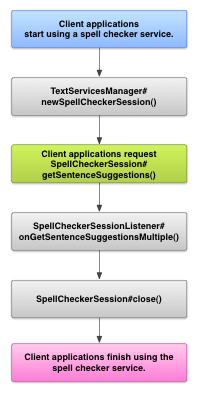 Client applications
start using a spell checker service.
TextServicesManager#
newSpellCheckerSession()
Client applications request
SpellCheckerSession#
getSentenceSuggestions()
SpellCheckerSessionListener#
onGetSentenceSuggestionsMultiple()
SpellCheckerSession#close()
Client applications finish using the
spell checker service.